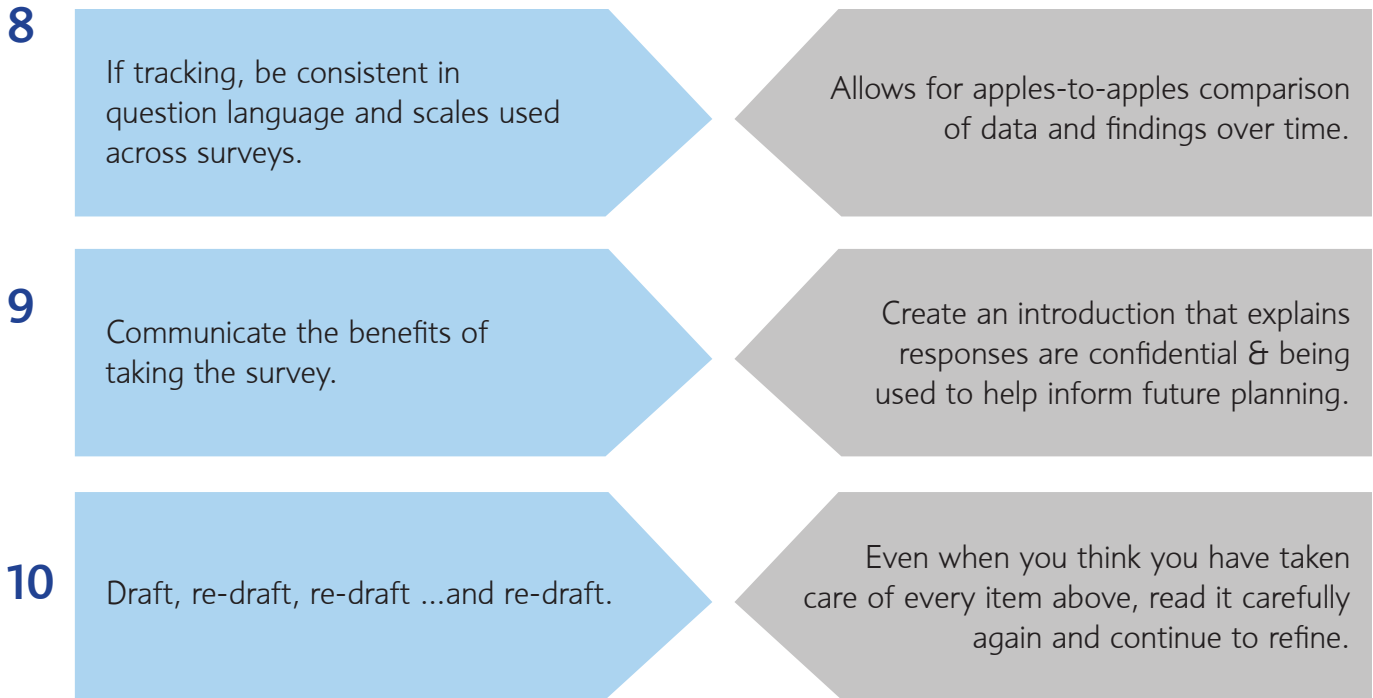 8
If tracking, be consistent in
question language and scales used
across surveys.
Allows for apples-to-apples comparison
of data and findings over time.
9
Communicate the benefits of
taking the survey.
Create an introduction that explains
responses are confidential & being
used to help inform future planning.
10
Draft, re-draft, re-draft ...and re-draft.
Even when you think you have taken
care of every item above, read it carefully
again and continue to refine.